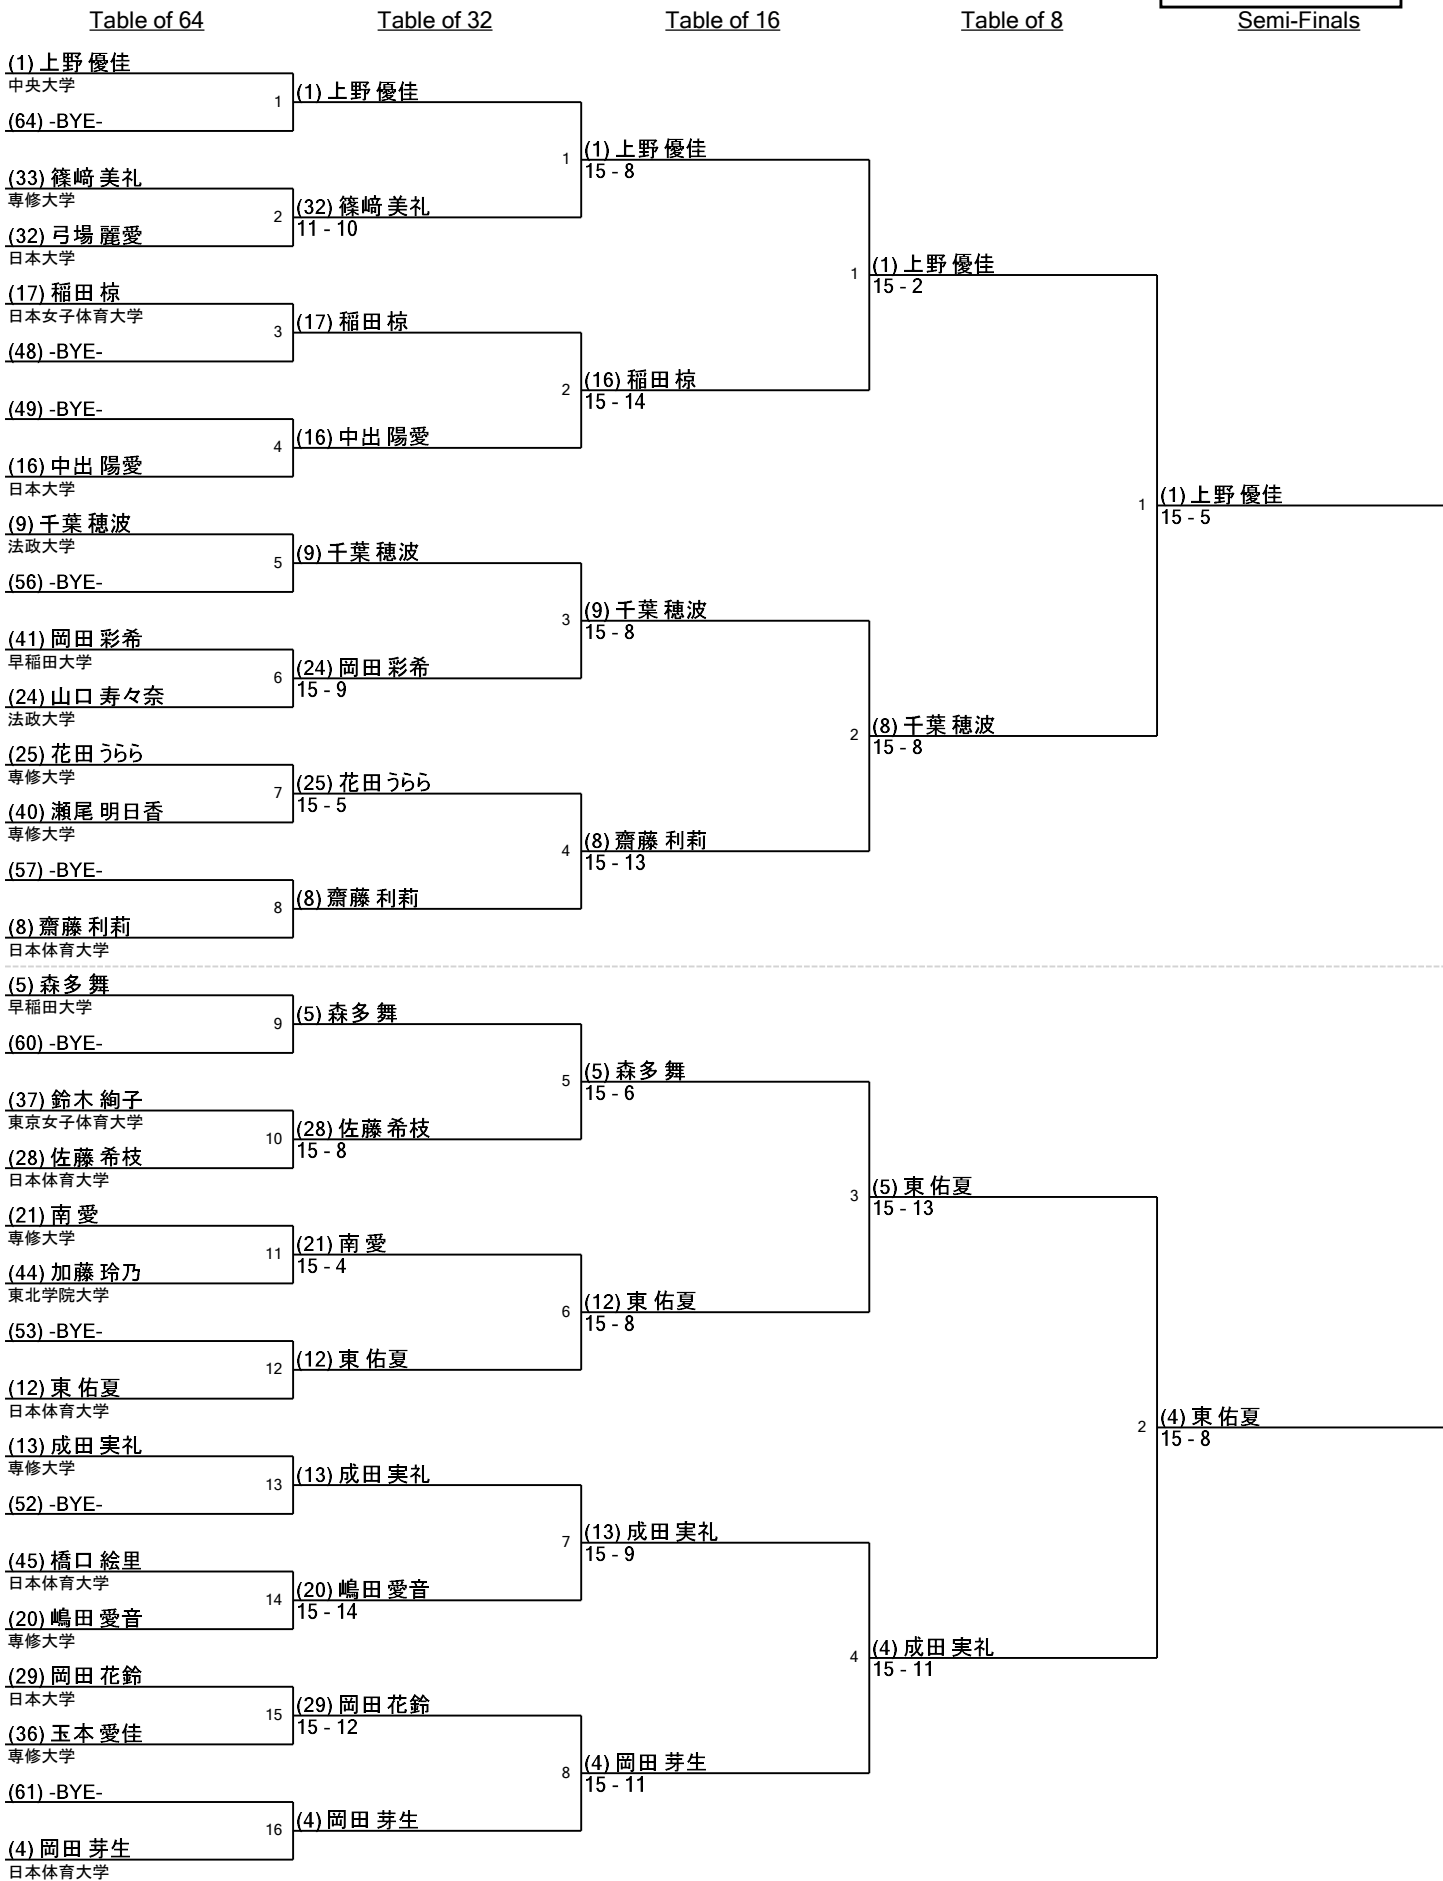 Table of 64
Table of 32
Table of 16
Table of 8
Semi-Finals
(1) 上野 優佳
中央大学
1
(64) -BYE-
(1) 上野 優佳
(33) 篠﨑 美礼
専修大学
2
(32) 弓場 麗愛
日本大学
(32) 篠﨑 美礼
11 - 10
1
(1) 上野 優佳
15 - 8
(17) 稲田 椋
日本女子体育大学
3
(48) -BYE-
(17) 稲田 椋
(49) -BYE-
4
(16) 中出 陽愛
日本大学
(16) 中出 陽愛
2
(16) 稲田 椋
15 - 14
1
(1) 上野 優佳
15 - 2
(9) 千葉 穂波
法政大学
5
(56) -BYE-
(9) 千葉 穂波
(41) 岡田 彩希
早稲田大学
6
(24) 山口 寿々奈
法政大学
(24) 岡田 彩希
15 - 9
3
(9) 千葉 穂波
15 - 8
(25) 花田 うらら
専修大学
7
(40) 瀬尾 明日香
専修大学
(25) 花田 うらら
15 - 5
(57) -BYE-
8
(8) 齋藤 利莉
日本体育大学
(8) 齋藤 利莉
4
(8) 齋藤 利莉
15 - 13
2
(8) 千葉 穂波
15 - 8
1
(1) 上野 優佳
15 - 5
(5) 森多 舞
早稲田大学
9
(60) -BYE-
(5) 森多 舞
(37) 鈴木 絢子
東京女子体育大学
10
(28) 佐藤 希枝
日本体育大学
(28) 佐藤 希枝
15 - 8
5
(5) 森多 舞
15 - 6
(21) 南 愛
専修大学
11
(44) 加藤 玲乃
東北学院大学
(21) 南 愛
15 - 4
(53) -BYE-
12
(12) 東 佑夏
日本体育大学
(12) 東 佑夏
6
(12) 東 佑夏
15 - 8
3
(5) 東 佑夏
15 - 13
(13) 成田 実礼
専修大学
13
(52) -BYE-
(13) 成田 実礼
(45) 橋口 絵里
日本体育大学
14
(20) 嶋田 愛音
専修大学
(20) 嶋田 愛音
15 - 14
7
(13) 成田 実礼
15 - 9
(29) 岡田 花鈴
日本大学
15
(36) 玉本 愛佳
専修大学
(29) 岡田 花鈴
15 - 12
(61) -BYE-
16
(4) 岡田 芽生
日本体育大学
(4) 岡田 芽生
8
(4) 岡田 芽生
15 - 11
4
(4) 成田 実礼
15 - 11
2
(4) 東 佑夏
15 - 8